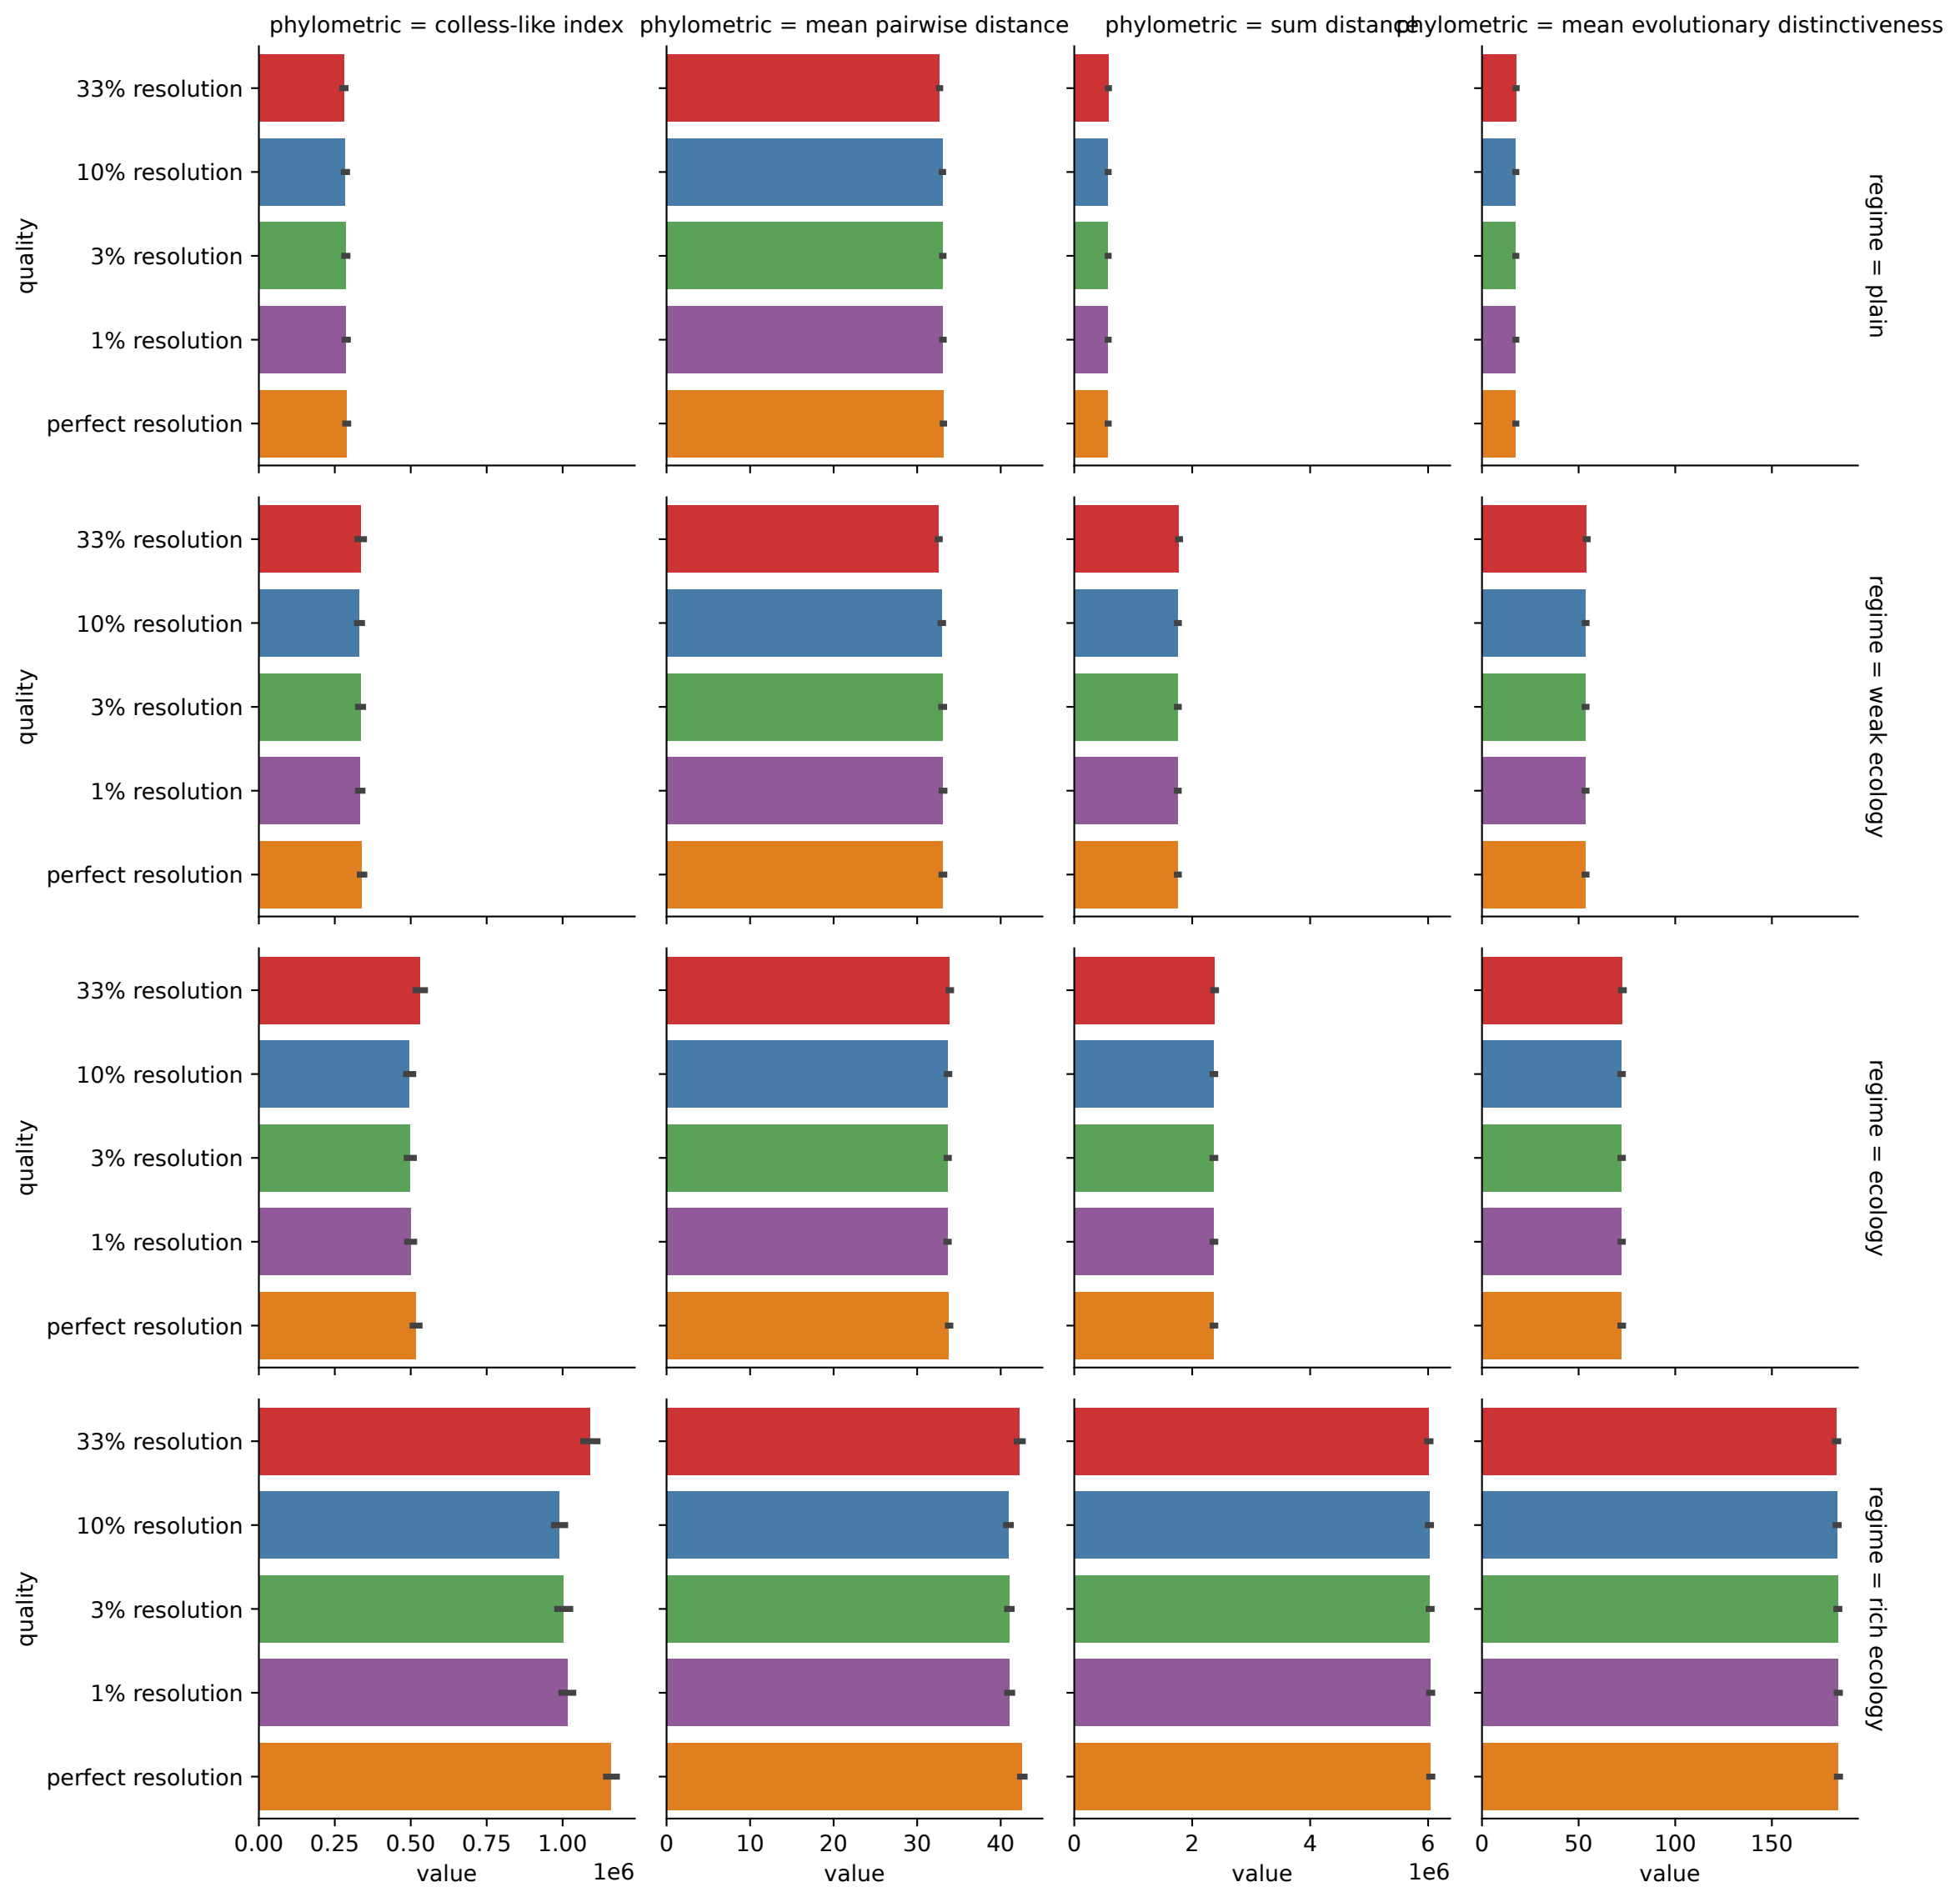 phylometric = colless-like index
phylometric = mean pairwise distance
phylometric = sum distance
phylometric = mean evolutionary distinctiveness
quality
33% resolution
10% resolution
3% resolution
1% resolution
perfect resolution
regime = plain
quality
33% resolution
10% resolution
3% resolution
1% resolution
perfect resolution
regime = weak ecology
quality
33% resolution
10% resolution
3% resolution
1% resolution
perfect resolution
regime = ecology
quality
33% resolution
10% resolution
3% resolution
1% resolution
perfect resolution
regime = rich ecology
0.00 0.25 0.50 0.75 1.00
1e6
value
0 10 20 30 40
value
0 2 4 6
1e6
value
0 50 100 150
value